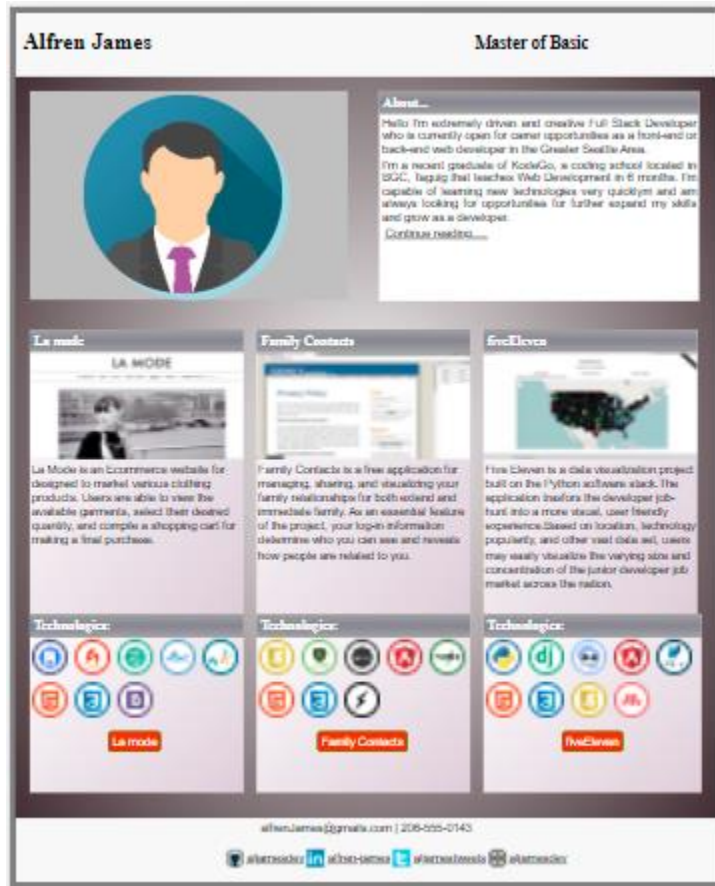 Alfren James
Master of Basic
About...
Hello I'm extremely driven and creative Full Stack Developer
who is currently open for carrer opportunities as a front-end or
back-end web developer in the Greater Seattle Area.
I'm a recent graduate of KodeGo, a coding school located in
BGC, Taguig that teaches Web Development in 6 months. I'm
capable of learning new technologies very quicklym and am
always looking for opportunities for further expand my skills
and grow as a developer.
Continue reading.....
La mode
LA MODE
La Mode is an Ecommerce website for
designed to market various clothing
products. Users are able to view the
available garments, select their desired
quantity, and compile a shopping cart for
making a final purchase.
Technologies:
La mode
Family Contacts
Privacy Policy
Family Contacts is a free application for
managing, sharing, and visualizing your
family relationships for both extend and
immediate family. As an essential feature
of the project, your log-in information
determine who you can see and reveals
how people are related to you.
Technologies:
Family Contacts
fiveEleven
Five Eleven is a data visualization project
built on the Python software stack. The
application the developer job-
hunt into a more visual, user friendly
experience.Based on location, technology
popularity, and other vast data set, users
may easily visualize the varying size and
concentration of the junior developer job
market across the nation.
Technologies:
dj
fiveEleven
| 206-555-0143
in alfren-james